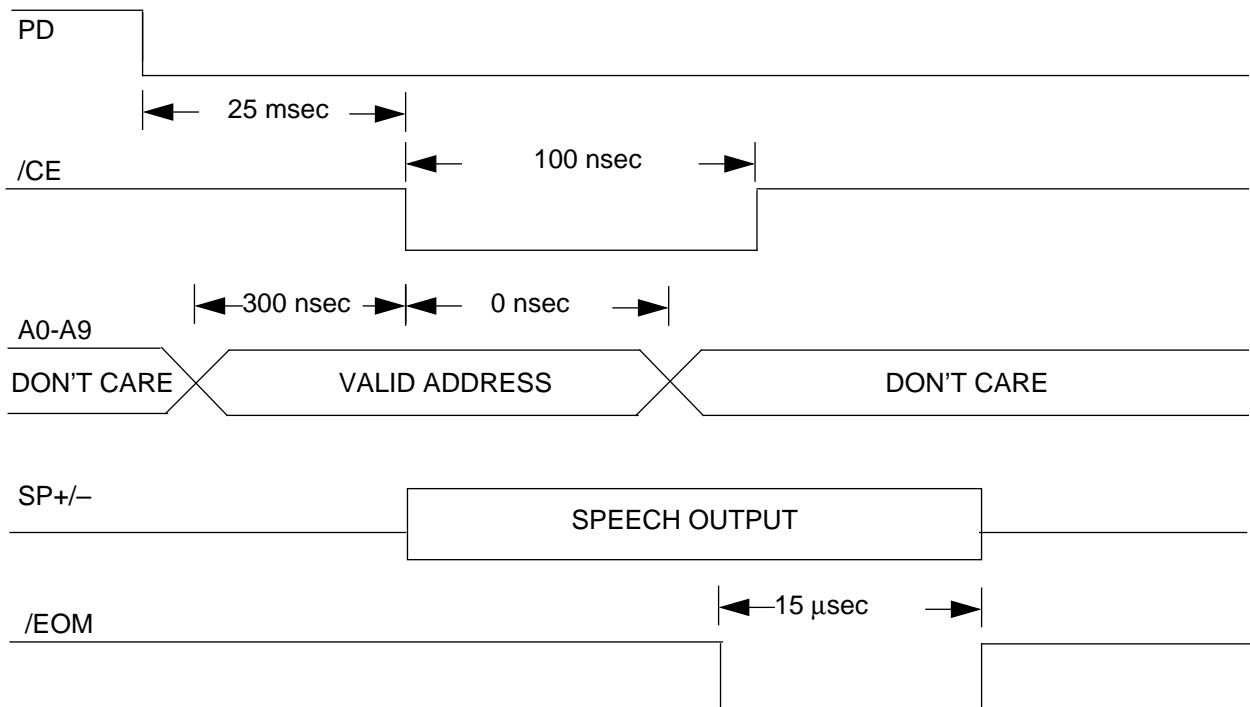 PD
25 msec
/CE
100 nsec
300 nsec
0 nsec
A0-A9
DON'T CARE
VALID ADDRESS
DON'T CARE
SP+/–
SPEECH OUTPUT
15 μsec
/EOM